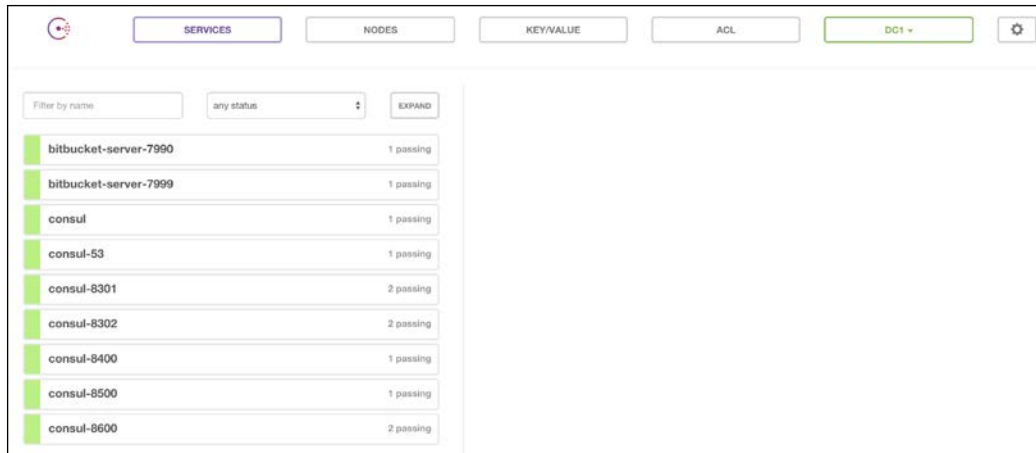 SERVICES NODES KEY/VALUE ACL DC1
Filter by name any status EXPAND
bitbucket-server-7990 1 passing
bitbucket-server-7999 1 passing
consul 1 passing
consul-53 1 passing
consul-8301 2 passing
consul-8302 2 passing
consul-8400 1 passing
consul-8500 1 passing
consul-8600 2 passing